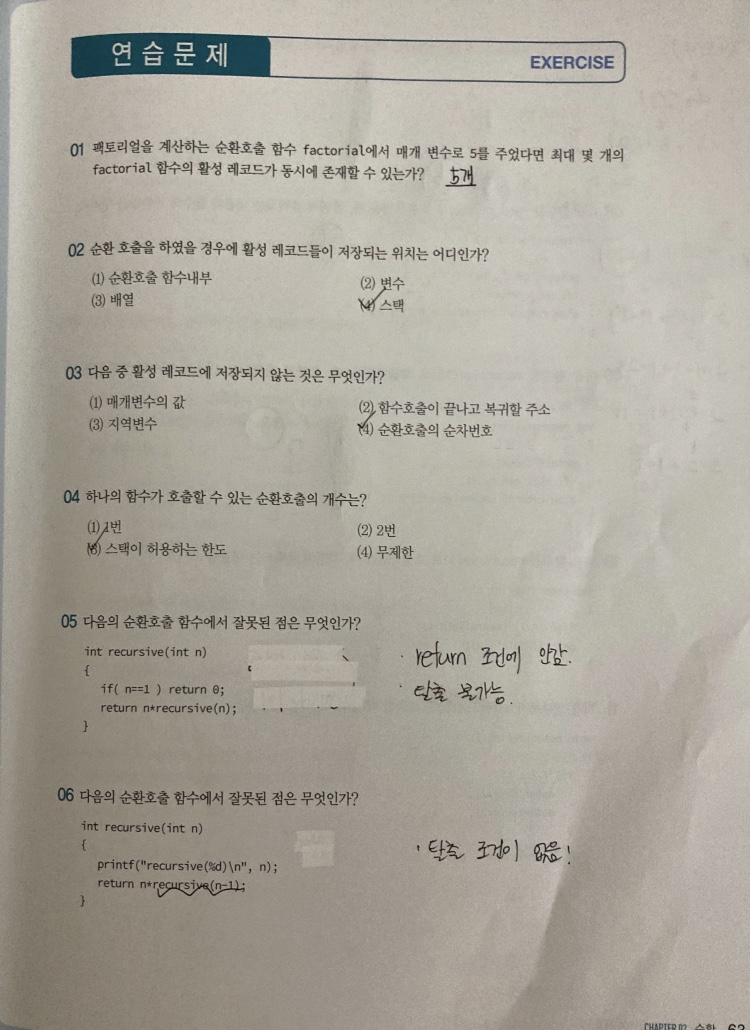 연습문제
EXERCISE
01 팩토리얼을 계산하는 순환호출 함수 factorial에서 매개 변수로 5를 주었다면 최대 몇 개의
factorial 함수의 활성 레코드가 동시에 존재할 수 있는가? 5개
02 순환 호출을 하였을 경우에 활성 레코드들이 저장되는 위치는 어디인가?
(1) 순환호출 함수내부 (2) 변수
(3) 배열 (4) 스택
03 다음 중 활성 레코드에 저장되지 않는 것은 무엇인가?
(1) 매개변수의 값 (2) 함수호출이 끝나고 복귀할 주소
(3) 지역변수 (4) 순환호출의 순차번호
04 하나의 함수가 호출할 수 있는 순환호출의 개수는?
(1) 1번 (2) 2번
(3) 스택이 허용하는 한도 (4) 무제한
05 다음의 순환호출 함수에서 잘못된 점은 무엇인가?
int recursive(int n)
{
if( n==1 ) return 0;
return n*recursive(n);
}
· return 조건에 안감.
· 탈출 불가능.
06 다음의 순환호출 함수에서 잘못된 점은 무엇인가?
int recursive(int n)
{
printf("recursive(%d)\n", n);
return n*recursive(n-1);
}
· 탈출 조건이 없음!
CHAPTER 02 순환 63